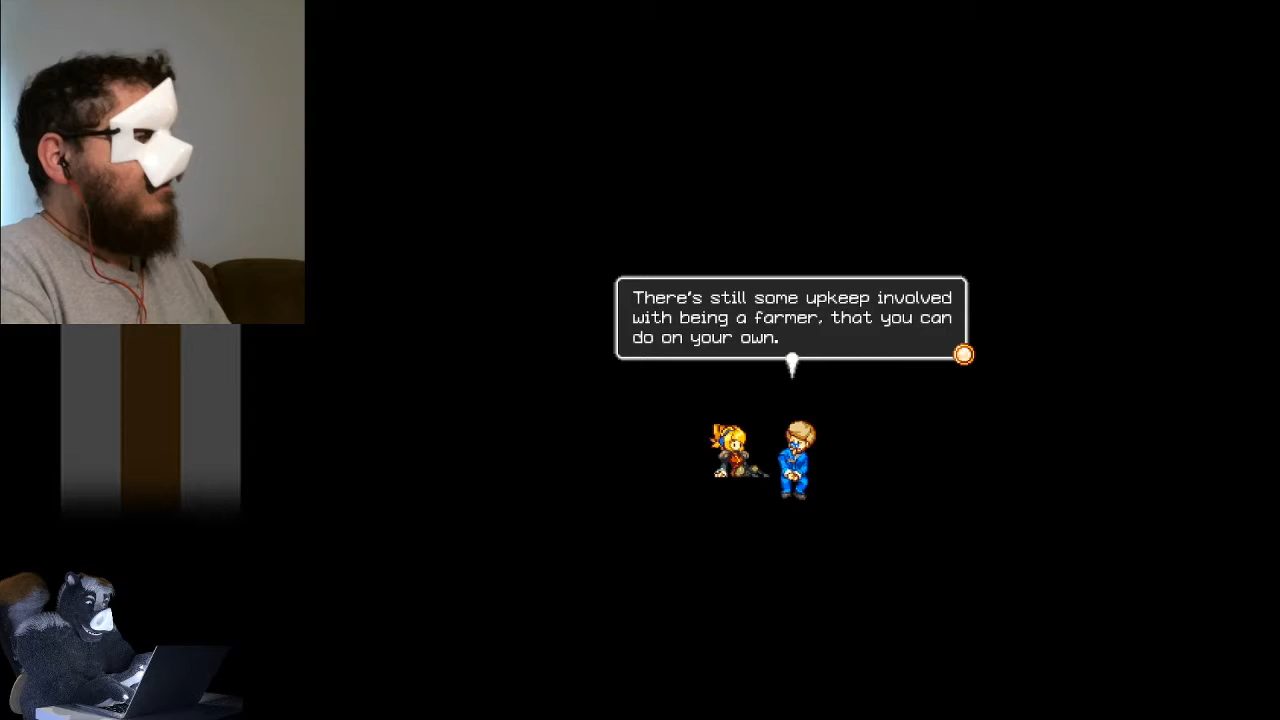 There's still some upkeep involved
with being a farmer, that you can
do on your own.